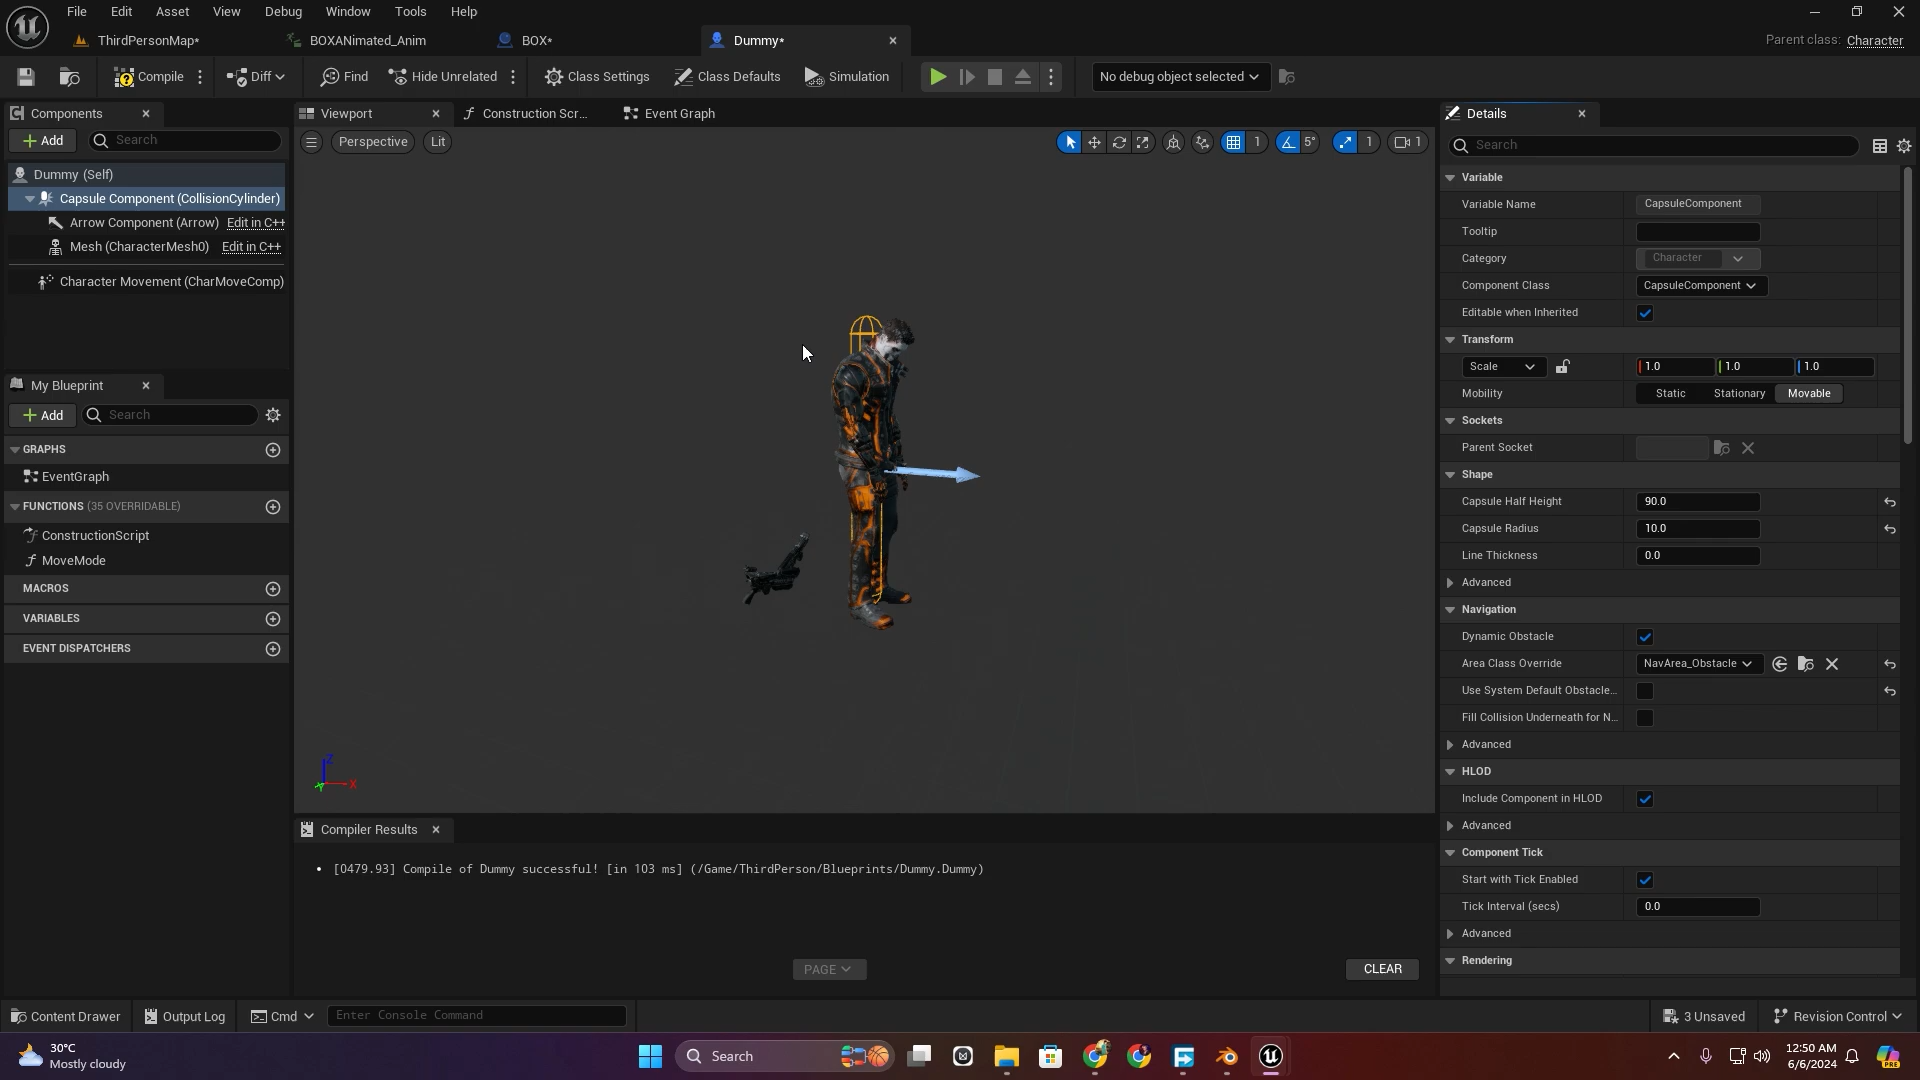 File Edit Asset View Debug Window Tools Help
ThirdPersonMap* BOXANimated_Anim BOX* Dummy* Parent class: Character
Compile Diff Find Hide Unrelated Class Settings Class Defaults Simulation No debug object selected
Components Viewport Construction Scr... Event Graph Details
Add Search Perspective Lit 1 5° 1 1 Search
Dummy (Self)
Capsule Component (CollisionCylinder)
Arrow Component (Arrow) Edit in C++
Mesh (CharacterMesh0) Edit in C++
Character Movement (CharMoveComp)
My Blueprint
Add Search
GRAPHS
EventGraph
FUNCTIONS (35 OVERRIDABLE)
ConstructionScript
MoveMode
MACROS
VARIABLES
EVENT DISPATCHERS
Z
X
Y
Variable
Variable Name CapsuleComponent
Tooltip
Category Character
Component Class CapsuleComponent
Editable when Inherited
Transform
Scale 1.0 1.0 1.0
Mobility Static Stationary Movable
Sockets
Parent Socket
Shape
Capsule Half Height 90.0
Capsule Radius 10.0
Line Thickness 0.0
Advanced
Navigation
Dynamic Obstacle
Area Class Override NavArea_Obstacle
Use System Default Obstacle...
Fill Collision Underneath for N...
Advanced
HLOD
Include Component in HLOD
Advanced
Component Tick
Start with Tick Enabled
Tick Interval (secs) 0.0
Advanced
Rendering
Compiler Results
[0479.93] Compile of Dummy successful! [in 103 ms] (/Game/ThirdPerson/Blueprints/Dummy.Dummy)
PAGE CLEAR
Content Drawer Output Log Cmd Enter Console Command 3 Unsaved Revision Control
30°C
Mostly cloudy
Search
12:50 AM
6/6/2024
PRE